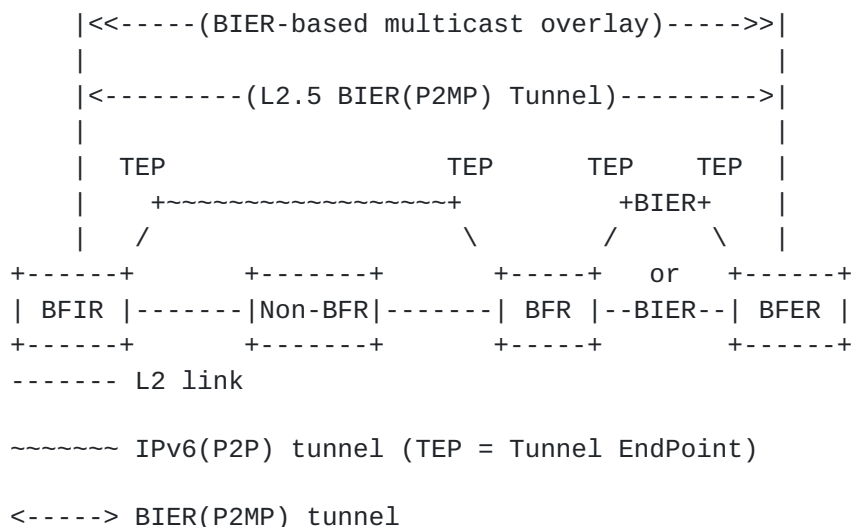 |<<-----(BIER-based multicast overlay)----->>|
|                                            |
|<---------(L2.5 BIER(P2MP) Tunnel)--------->|
|                                            |
|  TEP                  TEP      TEP    TEP  |
|    +~~~~~~~~~~~~~~~~~~+          +BIER+    |
|   /                    \        /      \   |
+------+       +-------+       +-----+   or   +------+
| BFIR |-------|Non-BFR|-------| BFR |--BIER--| BFER |
+------+       +-------+       +-----+        +------+
------- L2 link
~~~~~~~ IPv6(P2P) tunnel (TEP = Tunnel EndPoint)
<-----> BIER(P2MP) tunnel